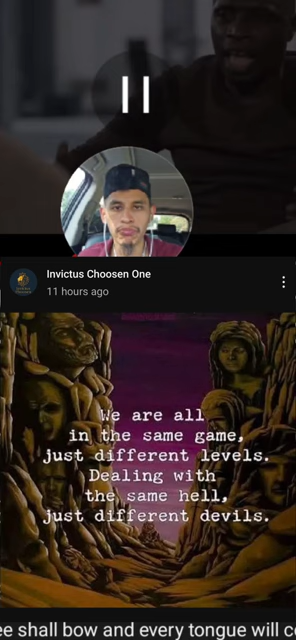 Invictus Choosen One
11 hours ago
We are all
in the same game,
just different levels.
Dealing with
the same hell,
just different devils.
shall bow and every tongue will